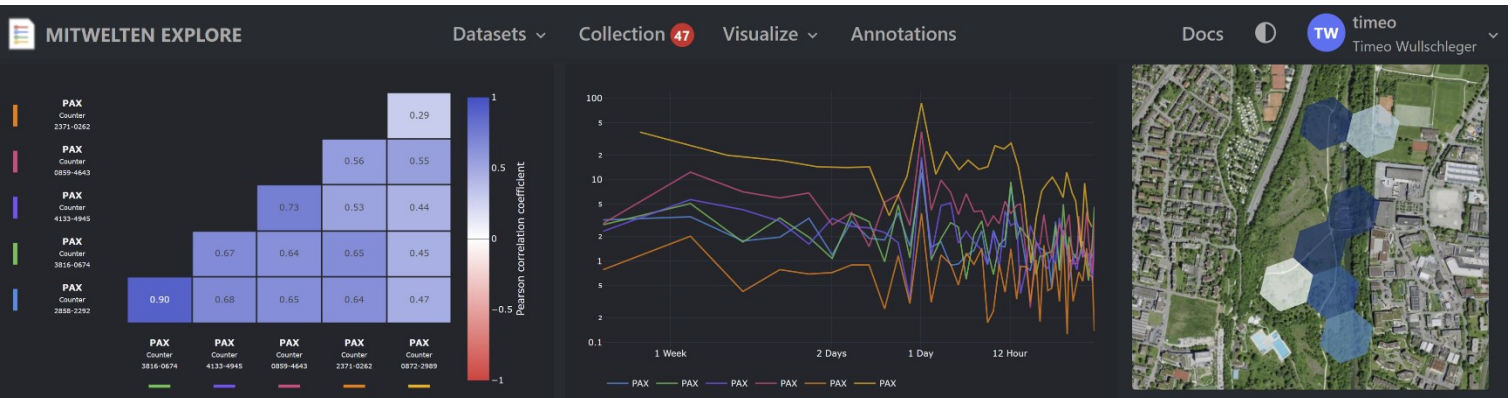 MITWELTEN EXPLORE
Datasets
Collection 47
Visualize
Annotations
Docs
TW
timeo
Timeo Wullschleger
PAX
Counter
2371-0262
0.29
PAX
Counter
0859-4643
0.56 0.55
PAX
Counter
4133-4945
0.73 0.53 0.44
PAX
Counter
3816-0674
0.67 0.64 0.65 0.45
PAX
Counter
2858-2292
0.90 0.68 0.65 0.64 0.47
PAX PAX PAX PAX PAX
Counter Counter Counter Counter Counter
3816-0674 4133-4945 0859-4643 2371-0262 0872-2989
1
0.5
0
−0.5
−1
Pearson correlation coefficient
100
5
2
10
5
2
1
5
2
0.1
1 Week 2 Days 1 Day 12 Hour
PAX PAX PAX PAX PAX PAX